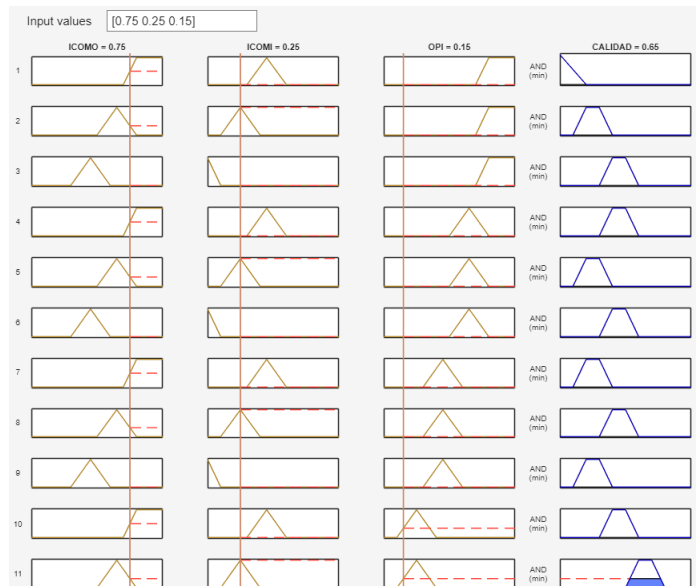 Input values [0.75 0.25 0.15]
ICOMO = 0.75 ICOMI = 0.25 OPI = 0.15 CALIDAD = 0.65
1 AND
(min)
2 AND
(min)
3 AND
(min)
4 AND
(min)
5 AND
(min)
6 AND
(min)
7 AND
(min)
8 AND
(min)
9 AND
(min)
10 AND
(min)
11 AND
(min)